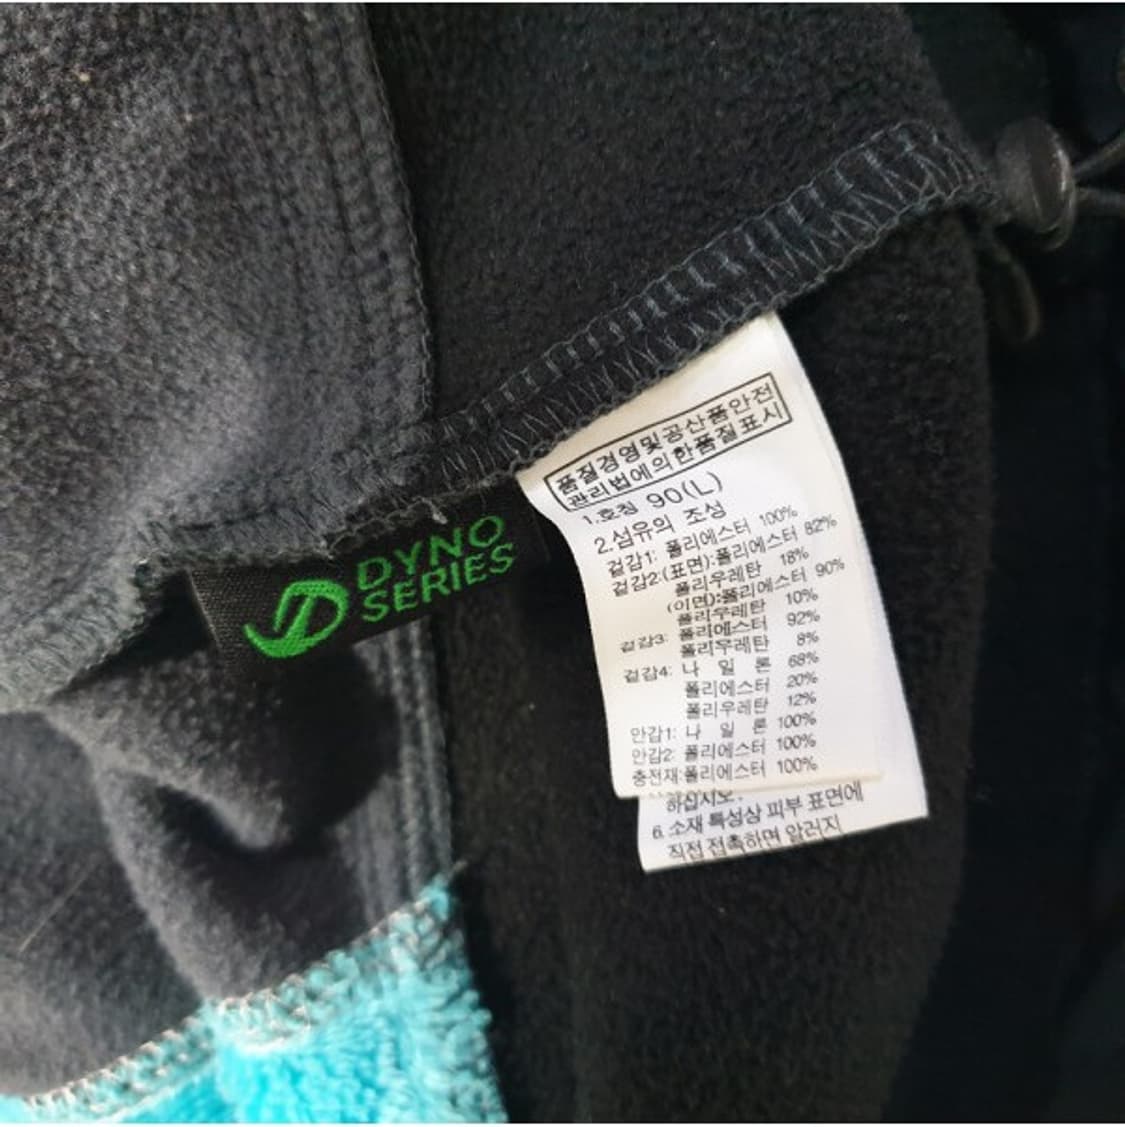 DYNO
SERIES
품질경영및공산품안전
관리법에의한품질표시
1.호칭 90(L)
2.섬유의 조성
겉감1: 폴리에스터 100%
겉감2:(표면):폴리에스터 82%
폴리우레탄 18%
(이면):폴리에스터 90%
폴리우레탄 10%
겉감3: 폴리에스터 92%
폴리우레탄 8%
겉감4: 나 일 론 68%
폴리에스터 20%
폴리우레탄 12%
안감1: 나 일 론 100%
안감2: 폴리에스터 100%
충전재:폴리에스터 100%
하십시오.
6. 소재 특성상 피부 표면에
직접 접촉하면 알러지